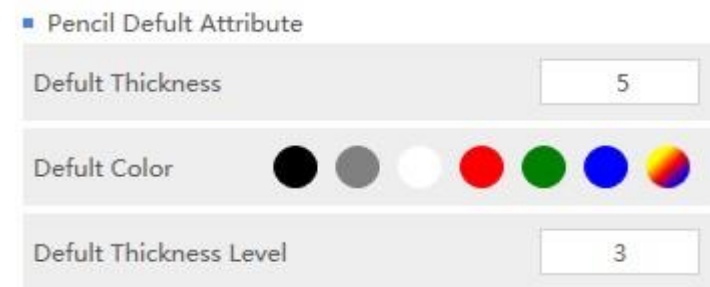 Pencil Defult Attribute
Defult Thickness 5
Defult Color
Defult Thickness Level 3